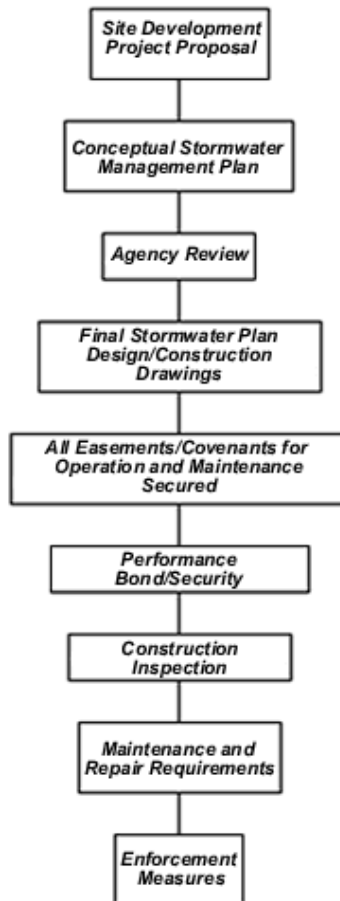 Site Development
Project Proposal
Conceptual Stormwater
Management Plan
Agency Review
Final Stormwater Plan
Design/Construction
Drawings
All Easements/Covenants for
Operation and Maintenance
Secured
Performance
Bond/Security
Construction
Inspection
Maintenance and
Repair Requirements
Enforcement
Measures